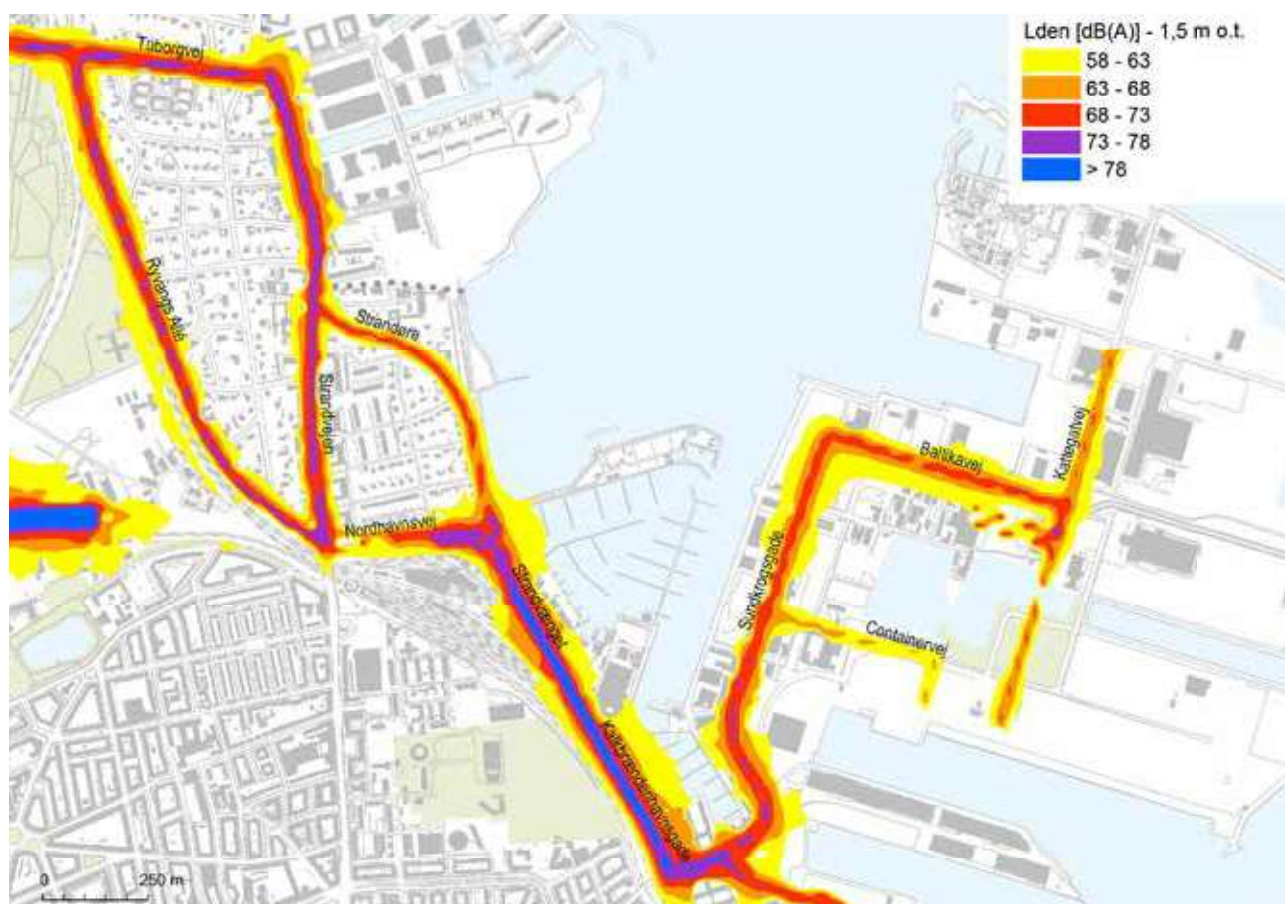 Lden [dB(A)] - 1,5 m o.t.
58 - 63
63 - 68
68 - 73
73 - 78
> 78
Tuborgvej
Ryvangs Allé
Strandøre
Strandvejen
Nordhavnsvej
Strandvænget
Kalkbrænderihavnsgade
Sundkrogsgade
Baltikavej
Kattegatvej
Containervej
0 250 m